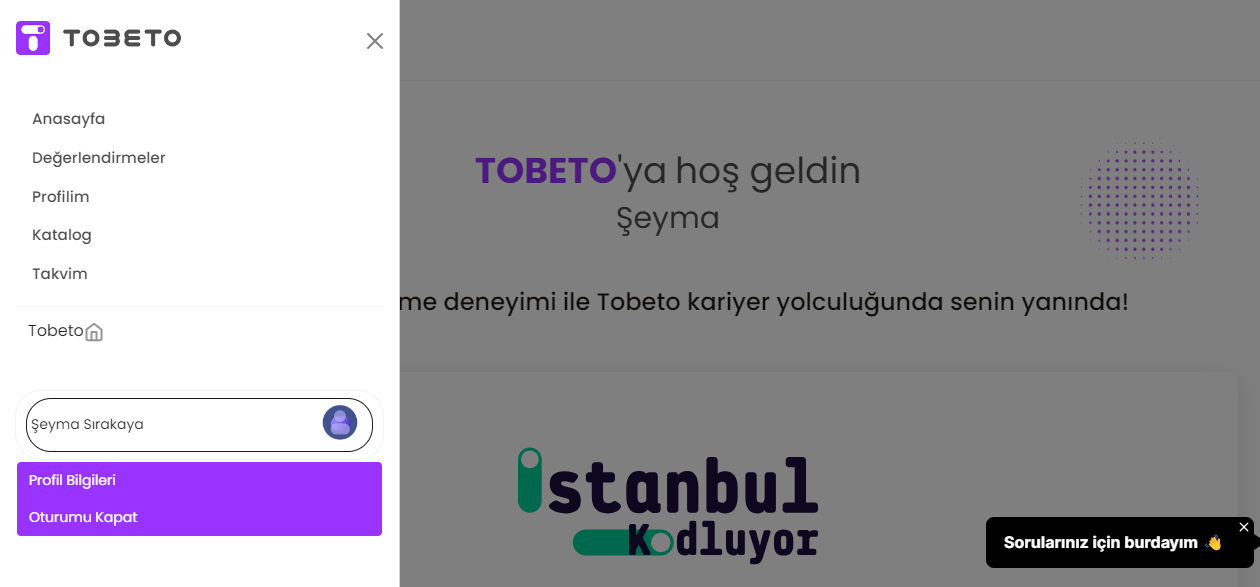 TOBETO
Anasayfa
Değerlendirmeler
Profilim
Katalog
Takvim
Tobeto
Şeyma Sırakaya
Profil Bilgileri
Oturumu Kapat
TOBETO'ya hoş geldin
Şeyma
me deneyimi ile Tobeto kariyer yolculuğunda senin yanında!
istanbul
Kodluyor
Sorularınız için burdayım 👋